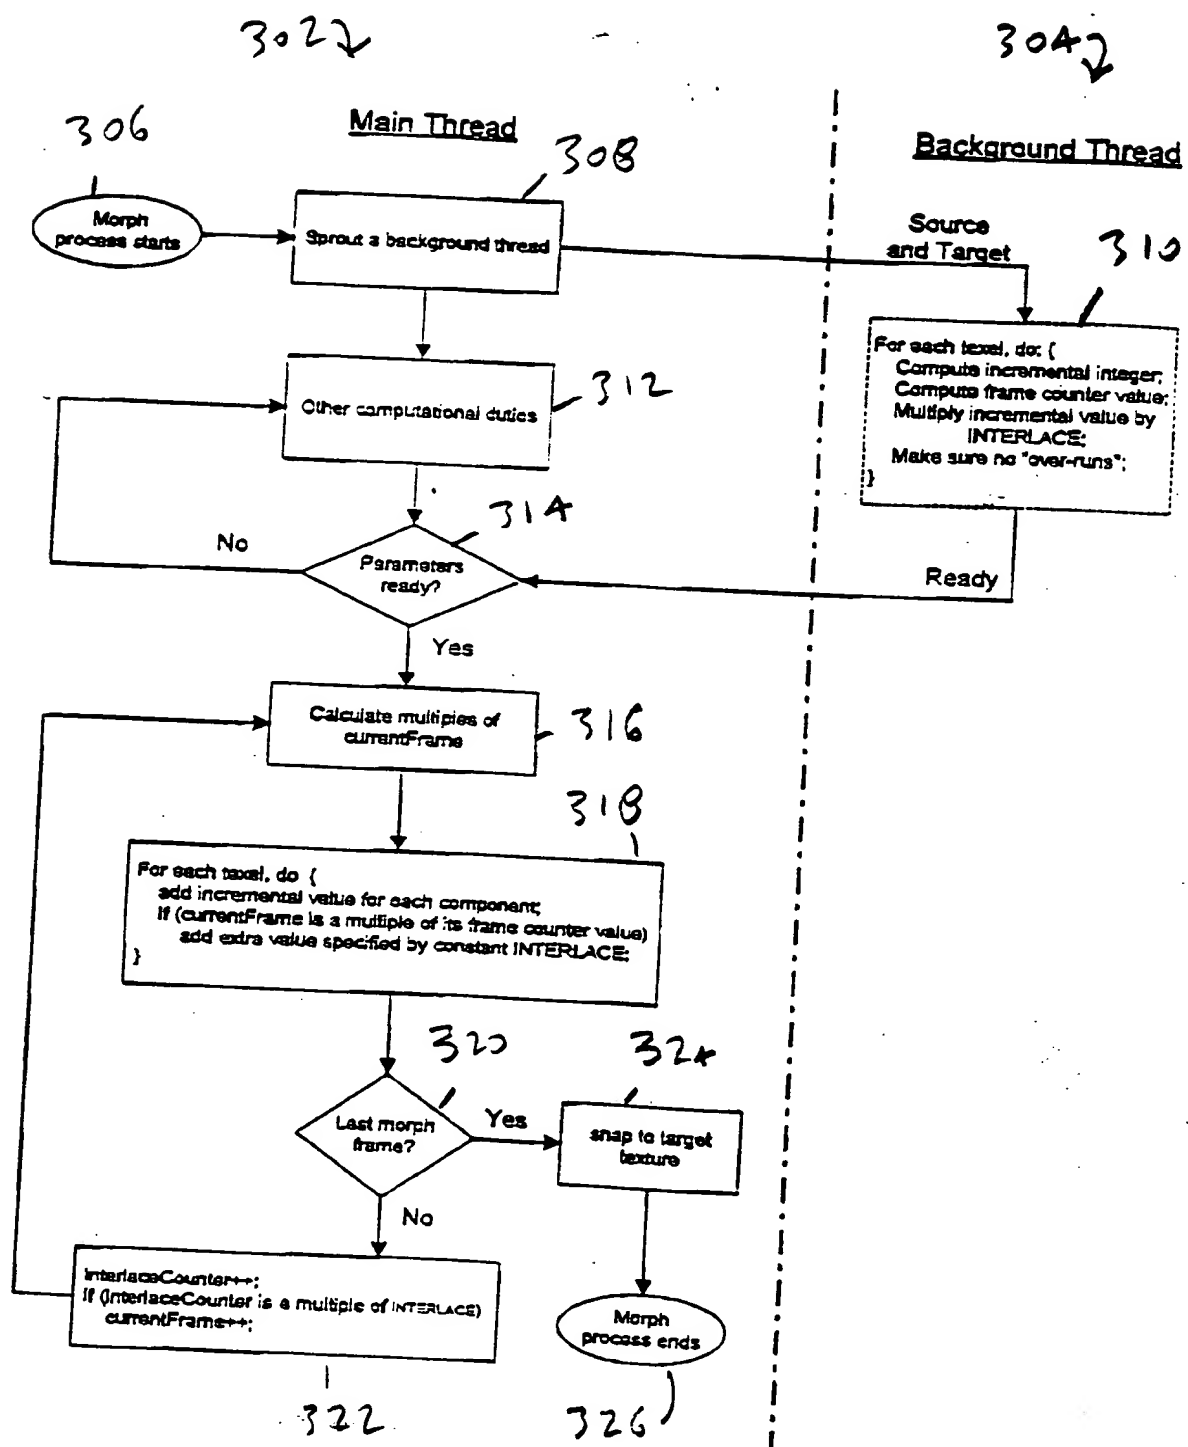 302
304
Main Thread
Background Thread
306
308
Morph
process starts
Sprout a background thread
Source
and Target
310
For each texel, do: {
Compute incremental integer;
Compute frame counter value;
Multiply incremental value by
INTERLACE;
Make sure no "over-runs";
}
312
Other computational duties
314
No
Parameters
ready?
Ready
Yes
Calculate multiples of
currentFrame
316
318
For each texel, do {
add incremental value for each component;
If (currentFrame is a multiple of its frame counter value)
add extra value specified by constant INTERLACE;
}
320
324
Last morph
frame?
Yes
snap to target
texture
No
InterlaceCounter++;
If (InterlaceCounter is a multiple of INTERLACE)
currentFrame++;
Morph
process ends
322
326